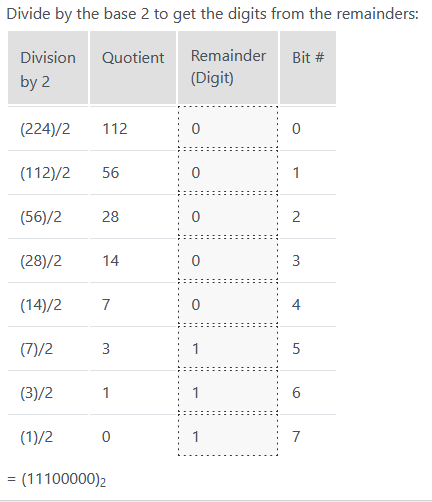 Divide by the base 2 to get the digits from the remainders:
Division by 2 Quotient Remainder (Digit) Bit #
(224)/2 112 0 0
(112)/2 56 0 1
(56)/2 28 0 2
(28)/2 14 0 3
(14)/2 7 0 4
(7)/2 3 1 5
(3)/2 1 1 6
(1)/2 0 1 7
= (11100000)₂